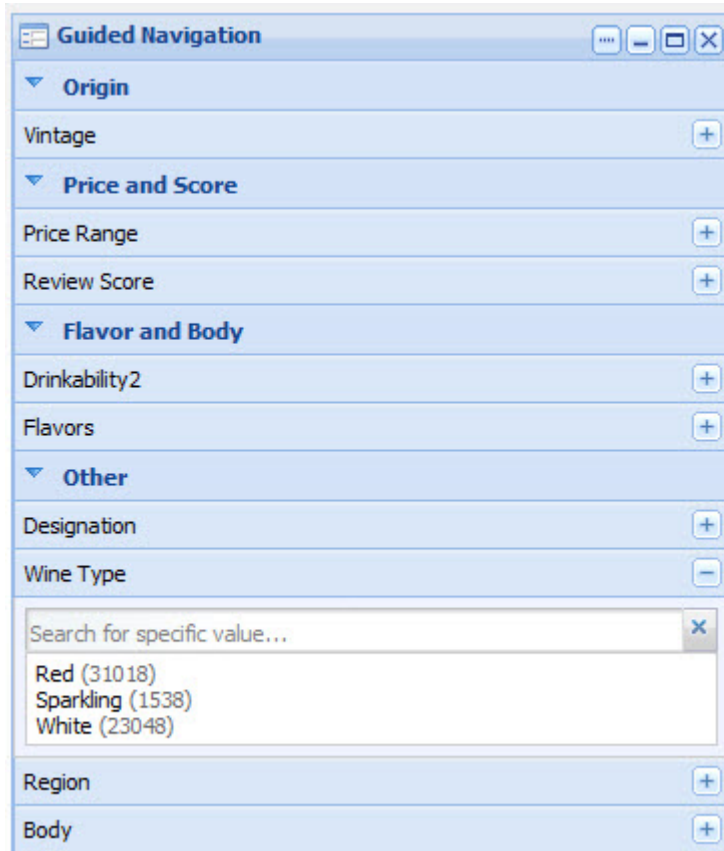 Guided Navigation
Origin
Vintage
Price and Score
Price Range
Review Score
Flavor and Body
Drinkability2
Flavors
Other
Designation
Wine Type
Search for specific value...
Red (31018)
Sparkling (1538)
White (23048)
Region
Body